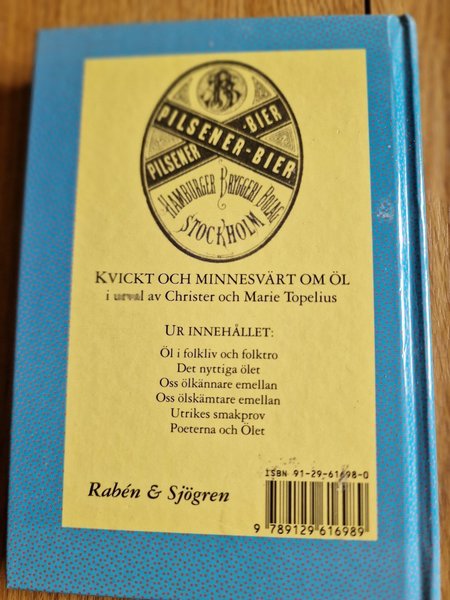 PILSENER-BIER
PILSENER-BIER
HAMBURGER BRYGGERI BOLAG
STOCKHOLM
KVICKT OCH MINNESVÄRT OM ÖL
i urval av Christer och Marie Topelius
UR INNEHÅLLET:
Öl i folkliv och folktro
Det nyttiga ölet
Oss ölkännare emellan
Oss ölskämtare emellan
Utrikes smakprov
Poeterna och Ölet
ISBN 91-29-61698-0
Rabén & Sjögren
9 789129 616989